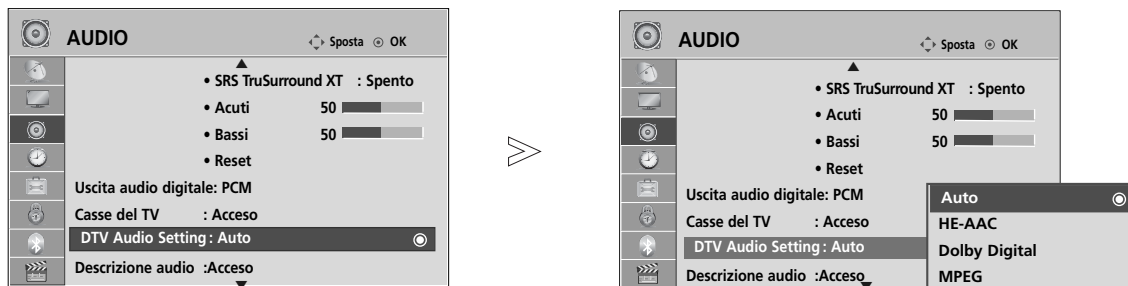 AUDIO
Sposta OK
• SRS TruSurround XT : Spento
• Acuti 50
• Bassi 50
• Reset
Uscita audio digitale: PCM
Casse del TV : Acceso
DTV Audio Setting : Auto
Descrizione audio :Acceso
AUDIO
Sposta OK
• SRS TruSurround XT : Spento
• Acuti 50
• Bassi 50
• Reset
Uscita audio digitale: PCM
Casse del TV : Acceso
DTV Audio Setting : Auto
Descrizione audio :Acceso
Auto
HE-AAC
Dolby Digital
MPEG